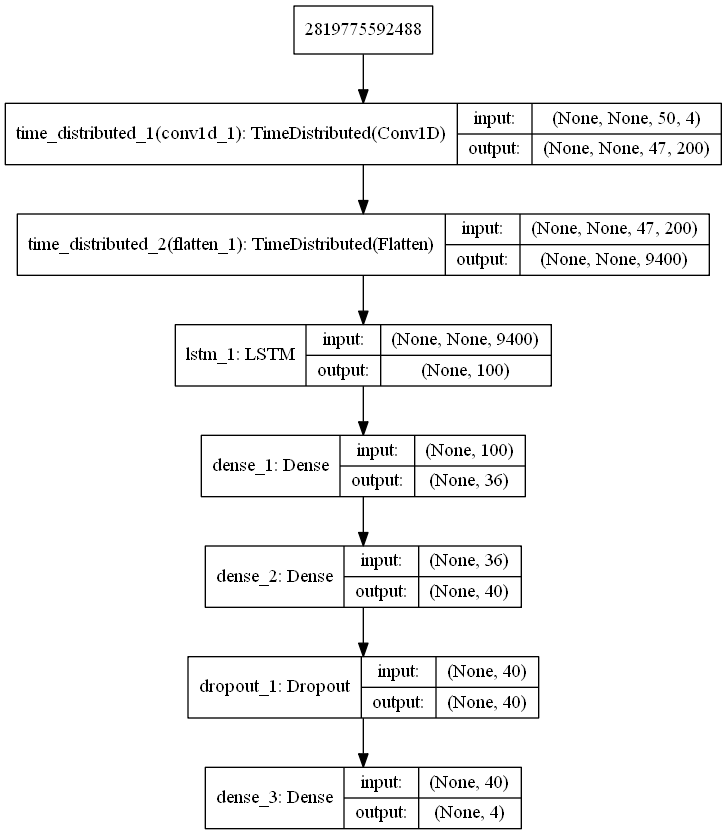 2819775592488
time_distributed_1(conv1d_1): TimeDistributed(Conv1D)
input: (None, None, 50, 4)
output: (None, None, 47, 200)
time_distributed_2(flatten_1): TimeDistributed(Flatten)
input: (None, None, 47, 200)
output: (None, None, 9400)
lstm_1: LSTM
input: (None, None, 9400)
output: (None, 100)
dense_1: Dense
input: (None, 100)
output: (None, 36)
dense_2: Dense
input: (None, 36)
output: (None, 40)
dropout_1: Dropout
input: (None, 40)
output: (None, 40)
dense_3: Dense
input: (None, 40)
output: (None, 4)